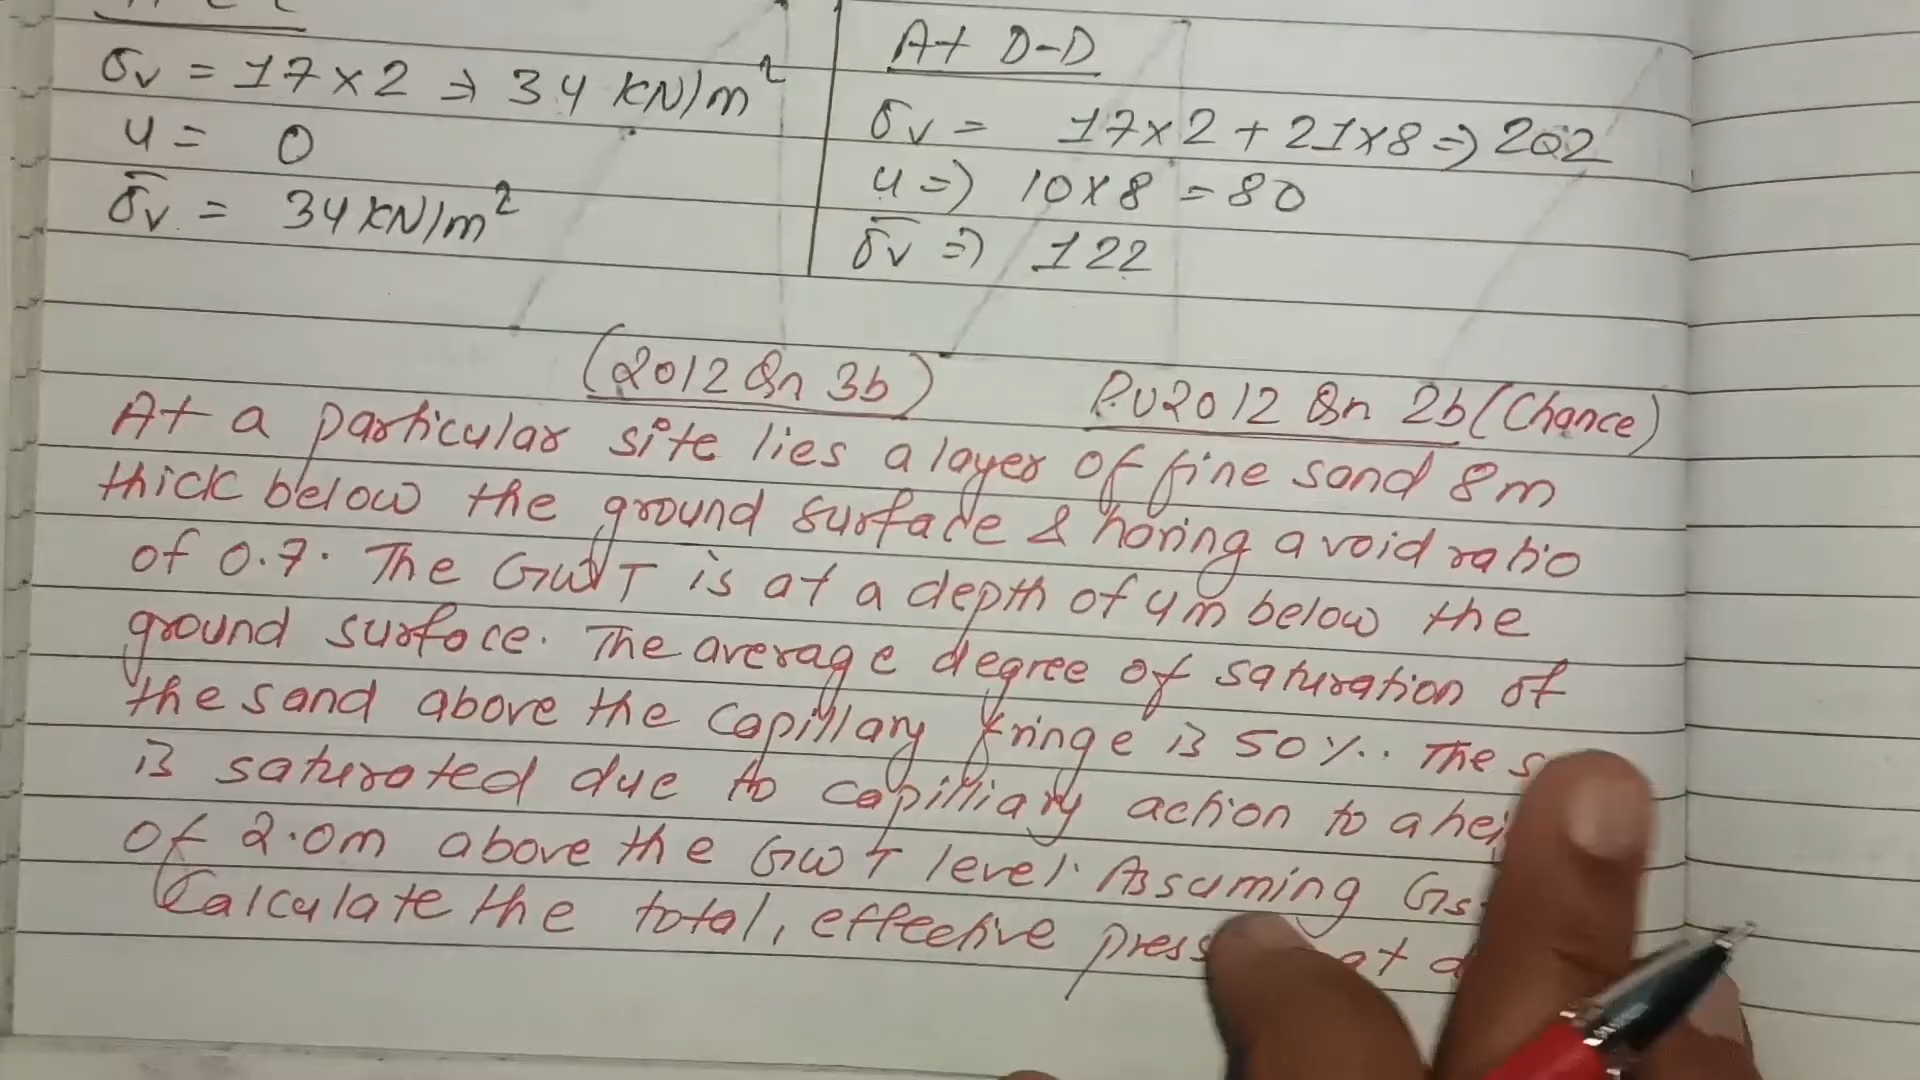 σv = 17×2 ⇒ 34 KN/m²
u = 0
σ̄v = 34 KN/m²
At D-D
σv = 17×2 + 21×8 ⇒ 202
u ⇒ 10×8 = 80
σ̄v ⇒ 122
(2012 Qn 3b) PU2012 Qn 2b (Chance)
At a particular site lies a layer of fine sand 8m
thick below the ground surface & having a void ratio
of 0.7. The GWT is at a depth of 4m below the
ground surface. The average degree of saturation of
the sand above the capillary fringe is 50%. The
is saturated due to capilliary action to a
of 2.0m above the GWT level. Assuming Gs
Calculate the total, effective at